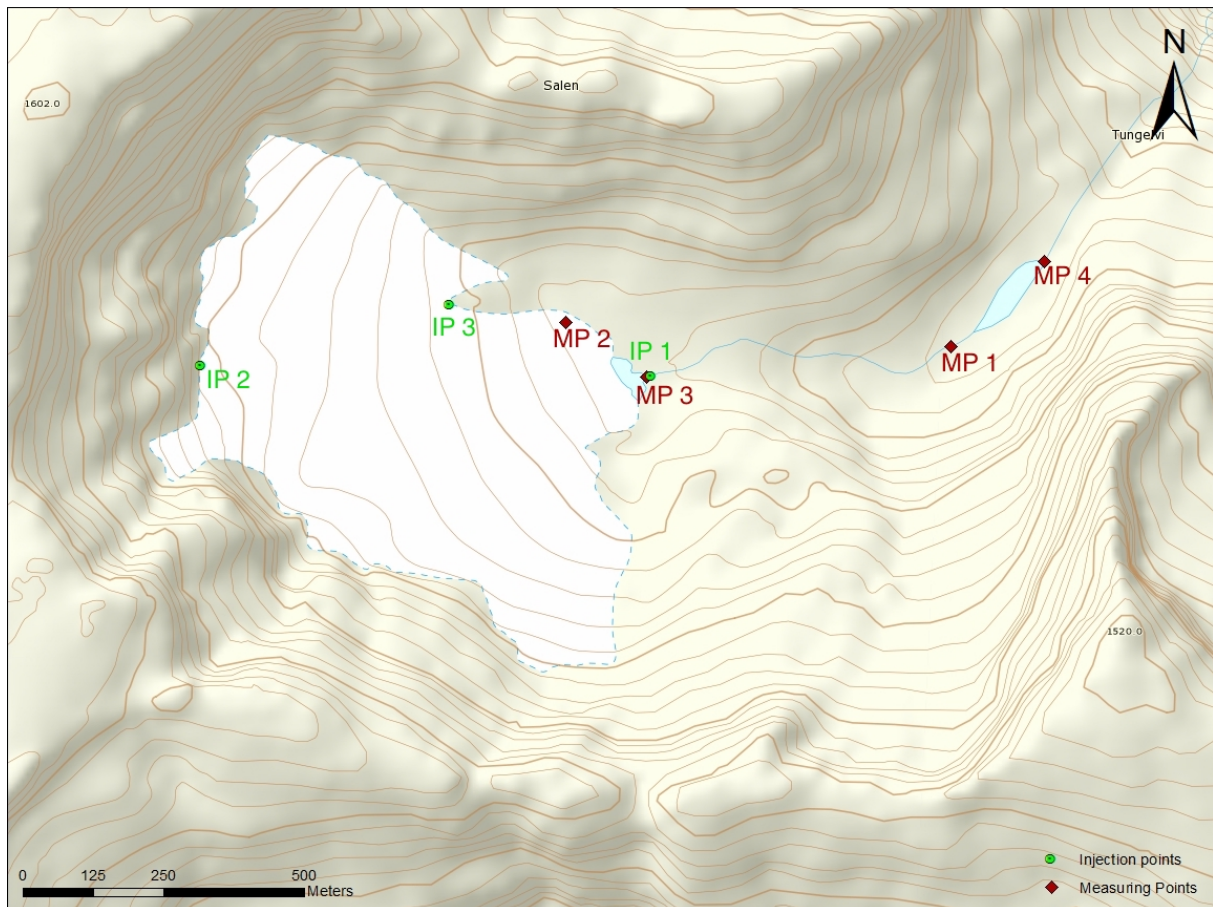 N
Salen
1602.0
Tungelvi
MP 4
IP 3
MP 2
IP 1
MP 1
IP 2
MP 3
1520.0
0 125 250 500
Meters
Injection points
Measuring Points